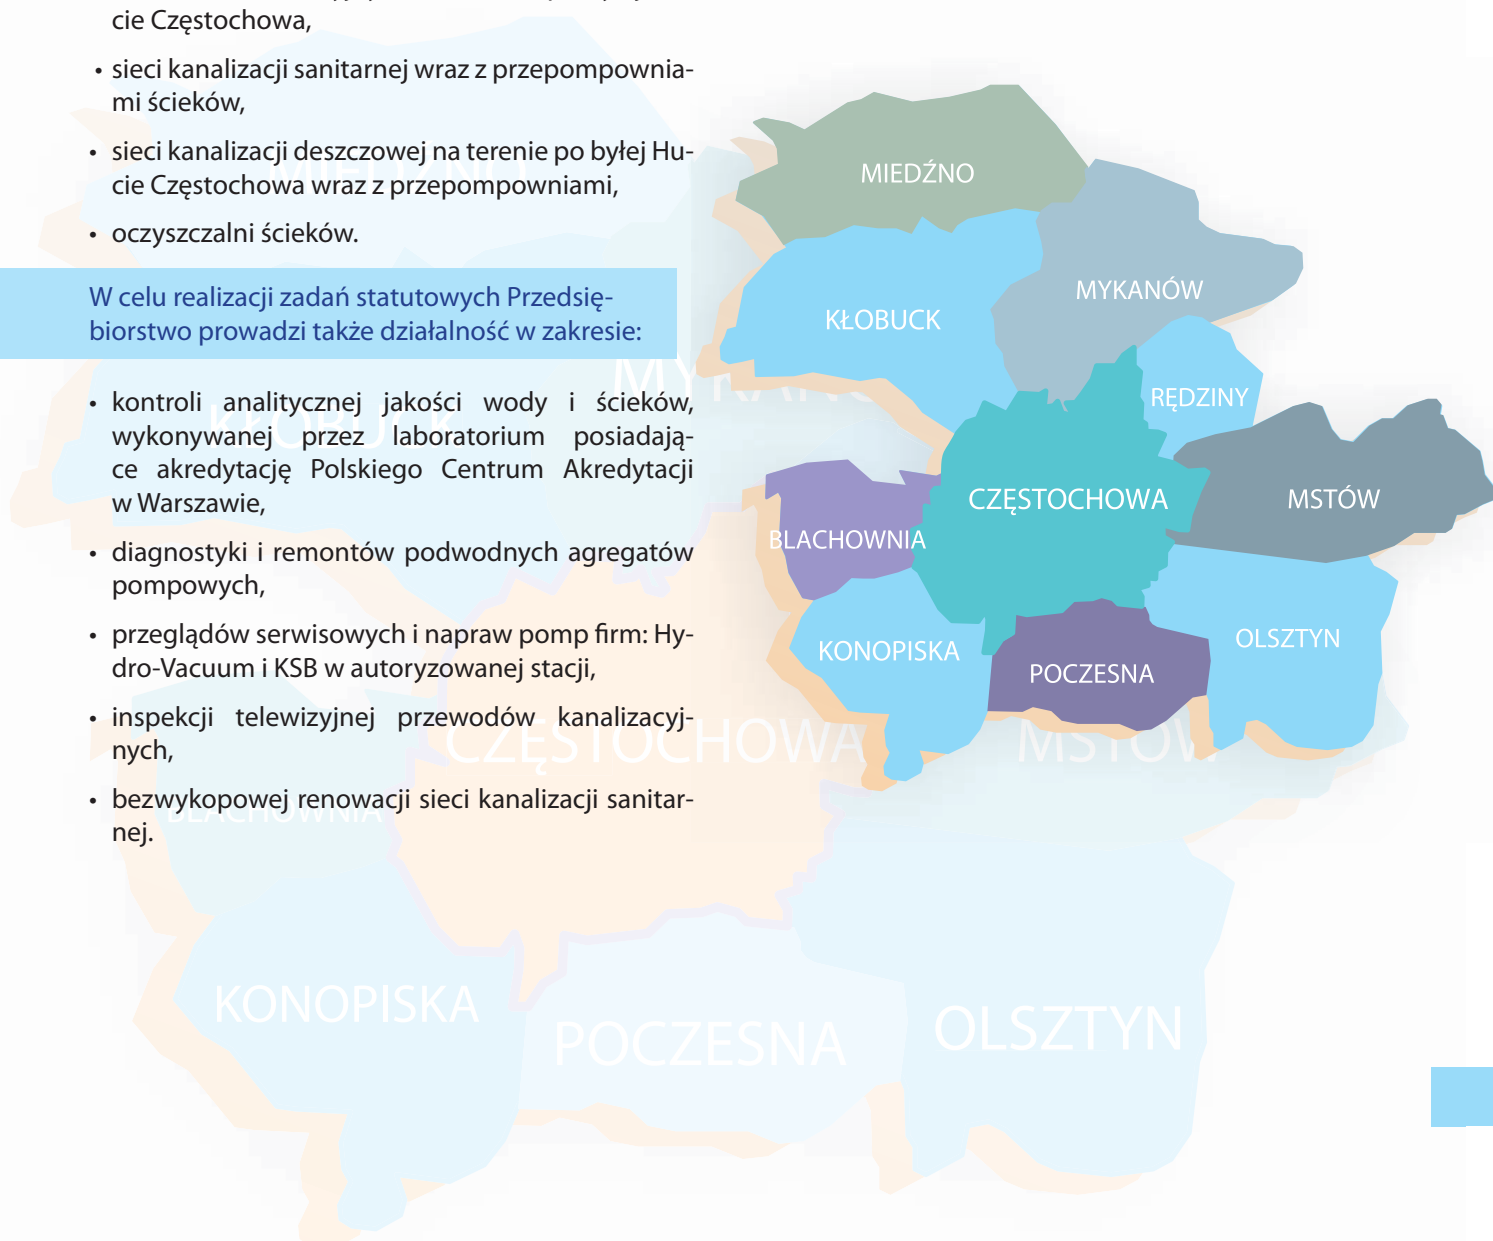 cie Częstochowa,
• sieci kanalizacji sanitarnej wraz z przepompownia-
mi ścieków,
• sieci kanalizacji deszczowej na terenie po byłej Hu-
cie Częstochowa wraz z przepompowniami,
• oczyszczalni ścieków.
W celu realizacji zadań statutowych Przedsię-
biorstwo prowadzi także działalność w zakresie:
• kontroli analitycznej jakości wody i ścieków,
wykonywanej przez laboratorium posiadają-
ce akredytację Polskiego Centrum Akredytacji
w Warszawie,
• diagnostyki i remontów podwodnych agregatów
pompowych,
• przeglądów serwisowych i napraw pomp firm: Hy-
dro-Vacuum i KSB w autoryzowanej stacji,
• inspekcji telewizyjnej przewodów kanalizacyj-
nych,
• bezwykopowej renowacji sieci kanalizacji sanitar-
nej.
MIEDŹNO
MYKANÓW
KŁOBUCK
RĘDZINY
CZĘSTOCHOWA
MSTÓW
BLACHOWNIA
OLSZTYN
KONOPISKA
POCZESNA
MIEDŹNO
KŁOBUCK
CZĘSTOCHOWA
MSTÓW
BLACHOWNIA
KONOPISKA
POCZESNA
OLSZTYN